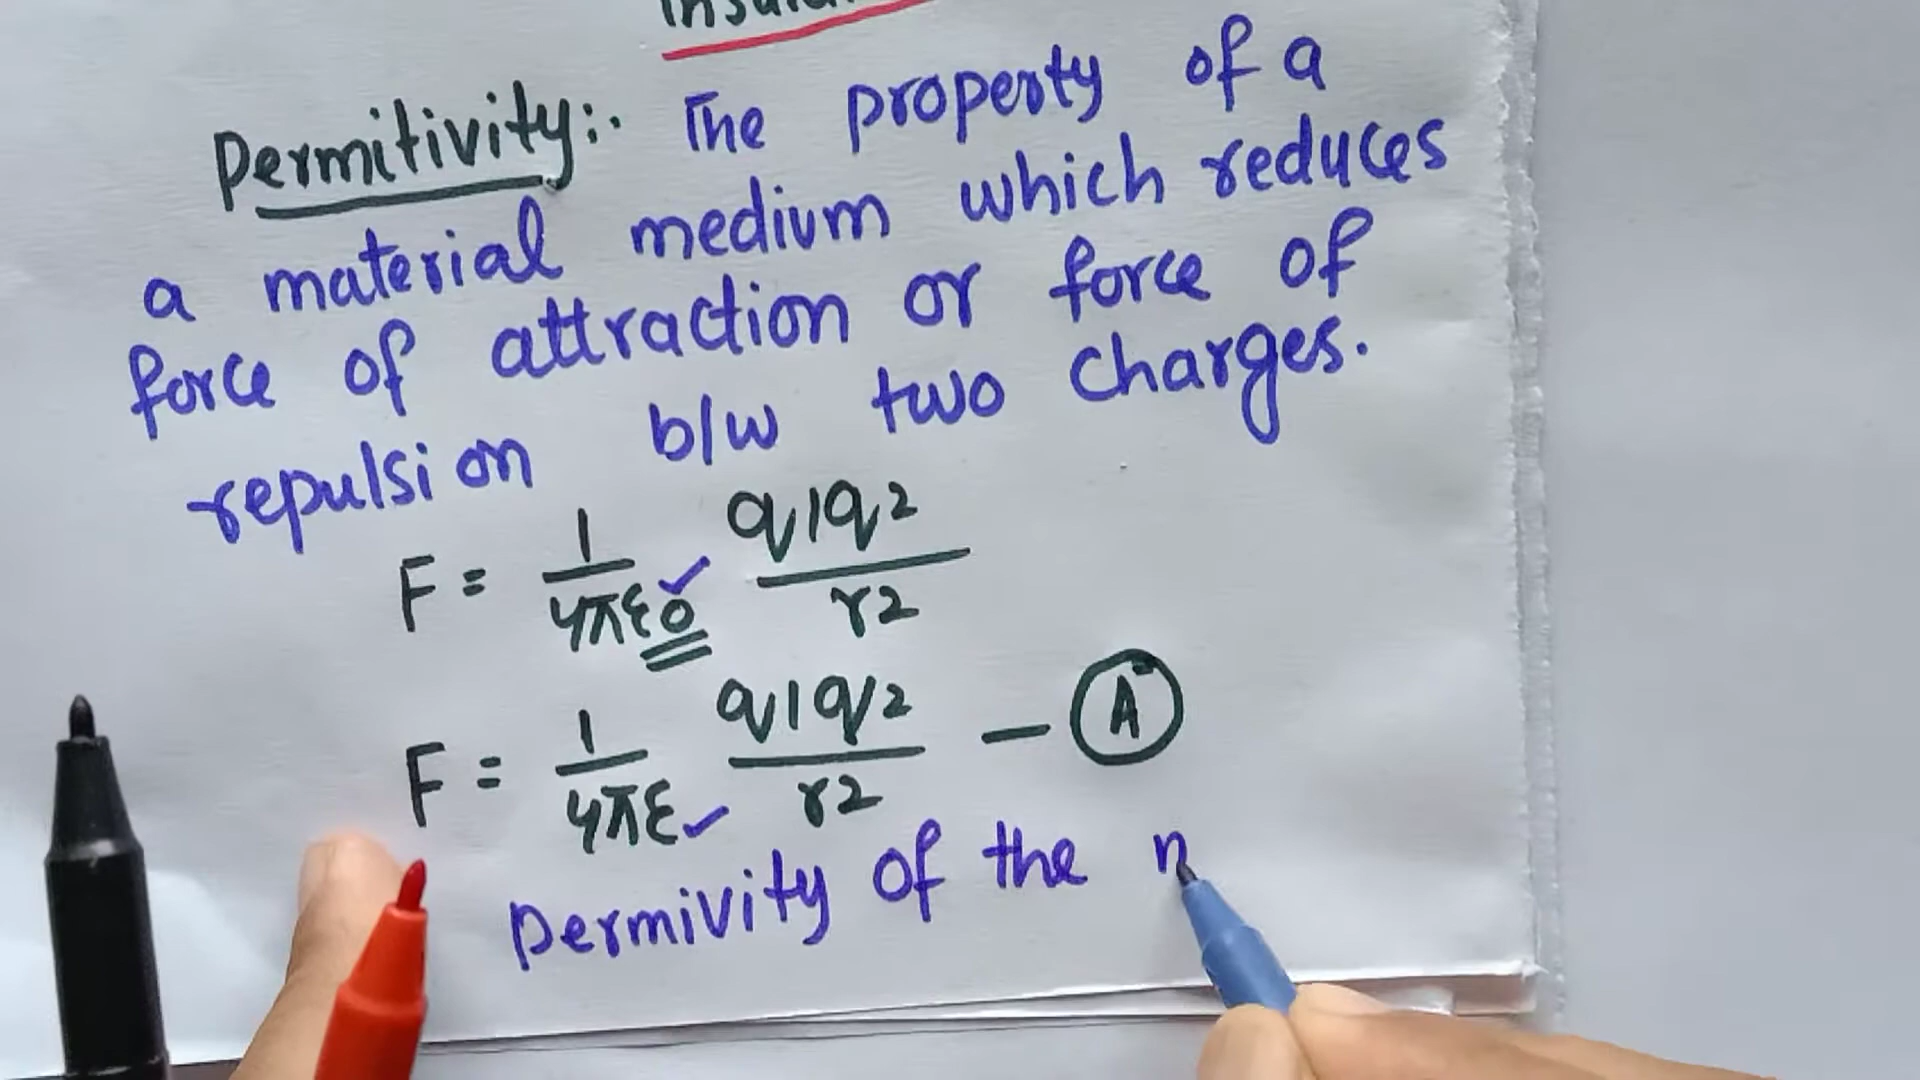 Permitivity:. The property of a
a material medium which reduces
force of attraction or force of
repulsion b/w two charges.
F = 1/4πε0 q1q2/r2
F = 1/4πε q1q2/r2 - A
Permivity of the